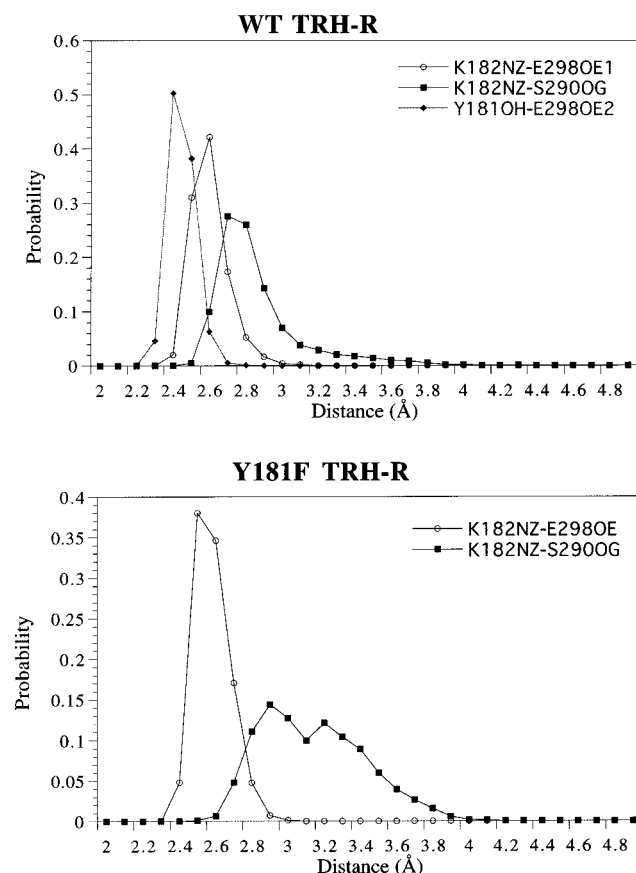 WT TRH-R
0.6
0.5
0.4
0.3
0.2
0.1
0
Probability
K182NZ-E298OE1
K182NZ-S290OG
Y181OH-E298OE2
2 2.2 2.4 2.6 2.8 3 3.2 3.4 3.6 3.8 4 4.2 4.4 4.6 4.8
Distance (Å)
Y181F TRH-R
0.4
0.35
0.3
0.25
0.2
0.15
0.1
0.05
0
Probability
K182NZ-E298OE
K182NZ-S290OG
2 2.2 2.4 2.6 2.8 3 3.2 3.4 3.6 3.8 4 4.2 4.4 4.6 4.8
Distance (Å)